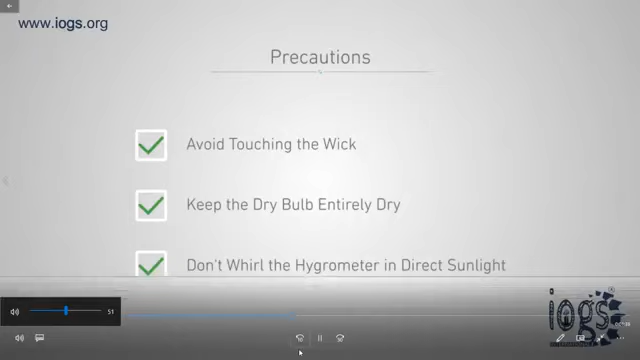 www.iogs.org
Precautions
Avoid Touching the Wick
Keep the Dry Bulb Entirely Dry
Don't Whirl the Hygrometer in Direct Sunlight
iogs
51